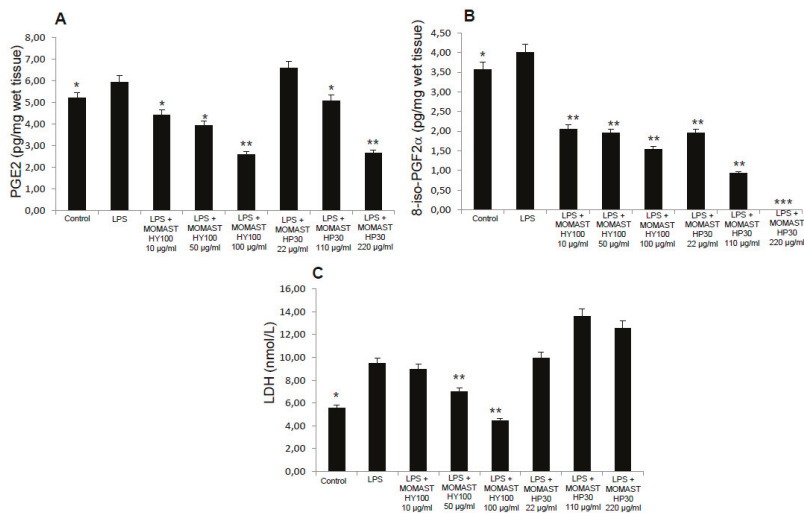 A
PGE2 (pg/mg wet tissue)
8,00
7,00
6,00
5,00
4,00
3,00
2,00
1,00
0,00
*
*
*
**
*
**
Control
LPS
LPS +
MOMAST
HY100
10 µg/ml
LPS +
MOMAST
HY100
50 µg/ml
LPS +
MOMAST
HY100
100 µg/ml
LPS +
MOMAST
HP30
22 µg/ml
LPS +
MOMAST
HP30
110 µg/ml
LPS +
MOMAST
HP30
220 µg/ml
B
8-iso-PGF2α (pg/mg wet tissue)
4,50
4,00
3,50
3,00
2,50
2,00
1,50
1,00
0,50
0,00
*
**
**
**
**
**
***
Control
LPS
LPS +
MOMAST
HY100
10 µg/ml
LPS +
MOMAST
HY100
50 µg/ml
LPS +
MOMAST
HY100
100 µg/ml
LPS +
MOMAST
HP30
22 µg/ml
LPS +
MOMAST
HP30
110 µg/ml
LPS +
MOMAST
HP30
220 µg/ml
C
LDH (nmol/L)
16,00
14,00
12,00
10,00
8,00
6,00
4,00
2,00
0,00
*
**
**
Control
LPS
LPS +
MOMAST
HY100
10 µg/ml
LPS +
MOMAST
HY100
50 µg/ml
LPS +
MOMAST
HY100
100 µg/ml
LPS +
MOMAST
HP30
22 µg/ml
LPS +
MOMAST
HP30
110 µg/ml
LPS +
MOMAST
HP30
220 µg/ml